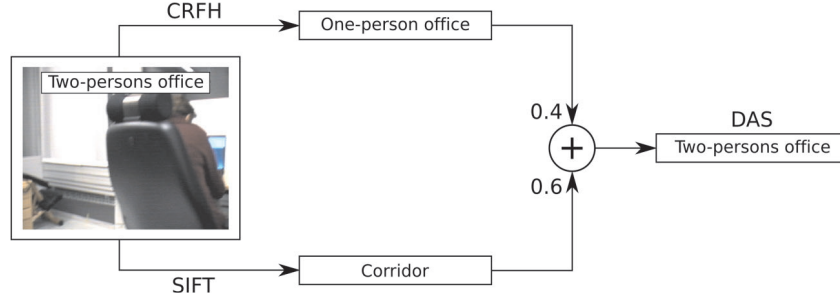 CRFH
One-person office
Two-persons office
0.4
DAS
+
Two-persons office
0.6
Corridor
SIFT